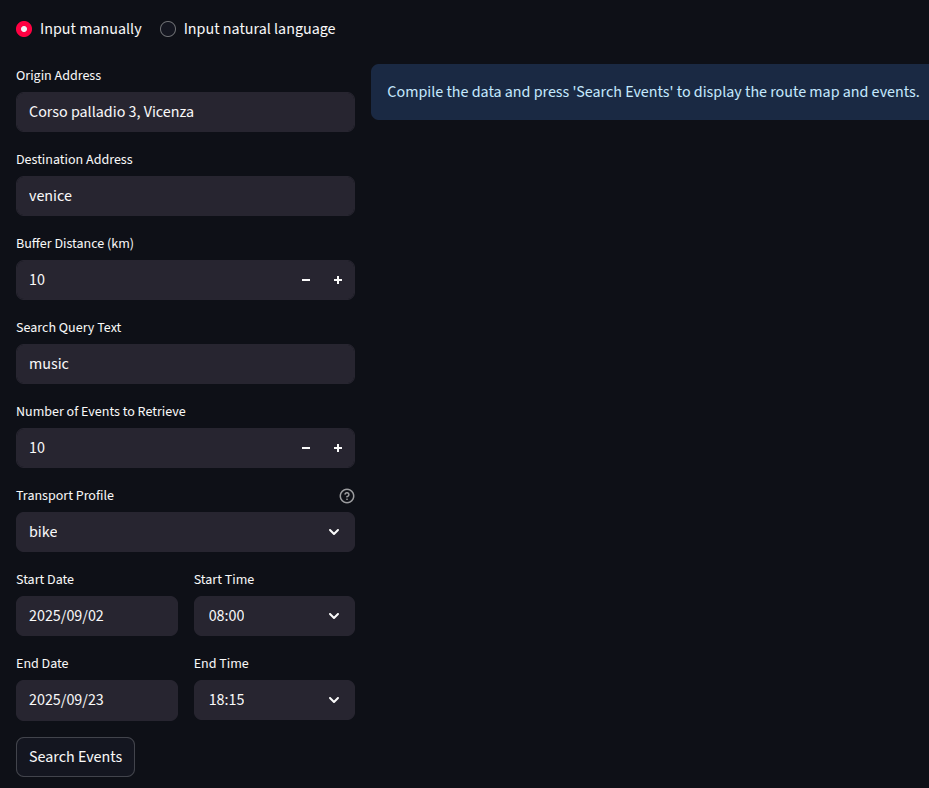 Input manually Input natural language
Origin Address
Corso palladio 3, Vicenza
Compile the data and press 'Search Events' to display the route map and events.
Destination Address
venice
Buffer Distance (km)
10
Search Query Text
music
Number of Events to Retrieve
10
Transport Profile
bike
Start Date Start Time
2025/09/02 08:00
End Date End Time
2025/09/23 18:15
Search Events